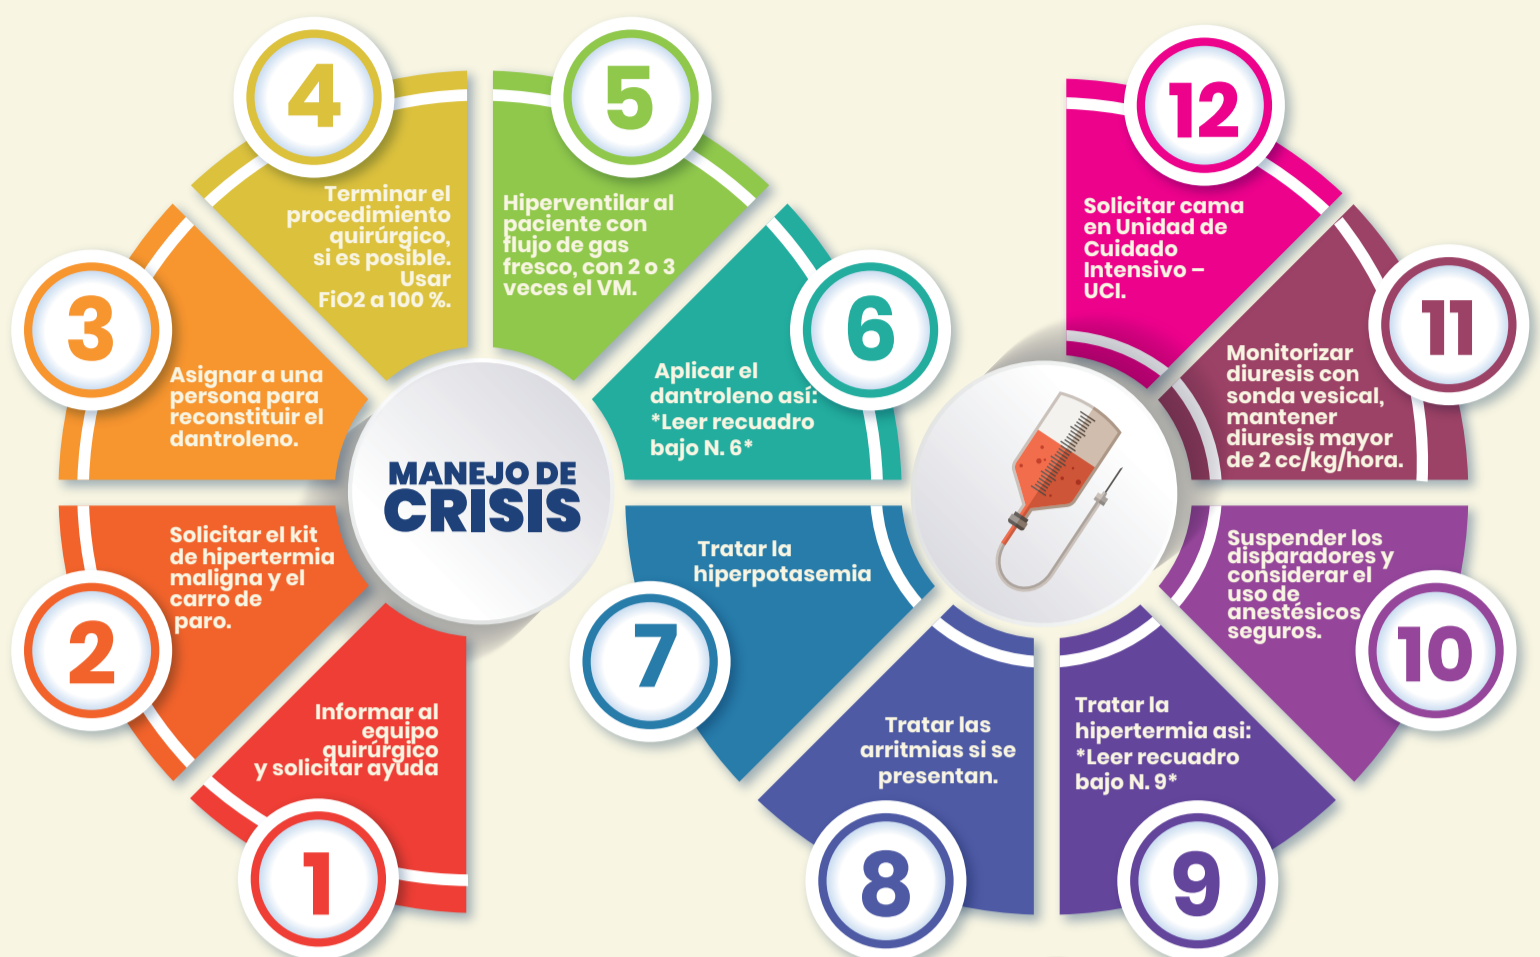 MANEJO DE
CRISIS
1
Informar al
equipo
quirúrgico
y solicitar ayuda
2
Solicitar el kit
de hipertermia
maligna y el
carro de
paro.
3
Asignar a una
persona para
reconstituir el
dantroleno.
4
Terminar el
procedimiento
quirúrgico,
si es posible.
Usar
FiO2 a 100 %.
5
Hiperventilar al
paciente con
flujo de gas
fresco, con 2 o 3
veces el VM.
6
Aplicar el
dantroleno así:
*Leer recuadro
bajo N. 6*
7
Tratar la
hiperpotasemia
8
Tratar las
arritmias si se
presentan.
9
Tratar la
hipertermia asi:
*Leer recuadro
bajo N. 9*
10
Suspender los
disparadores y
considerar el
uso de
anestésicos
seguros.
11
Monitorizar
diuresis con
sonda vesical,
mantener
diuresis mayor
de 2 cc/kg/hora.
12
Solicitar cama
en Unidad de
Cuidado
Intensivo –
UCI.